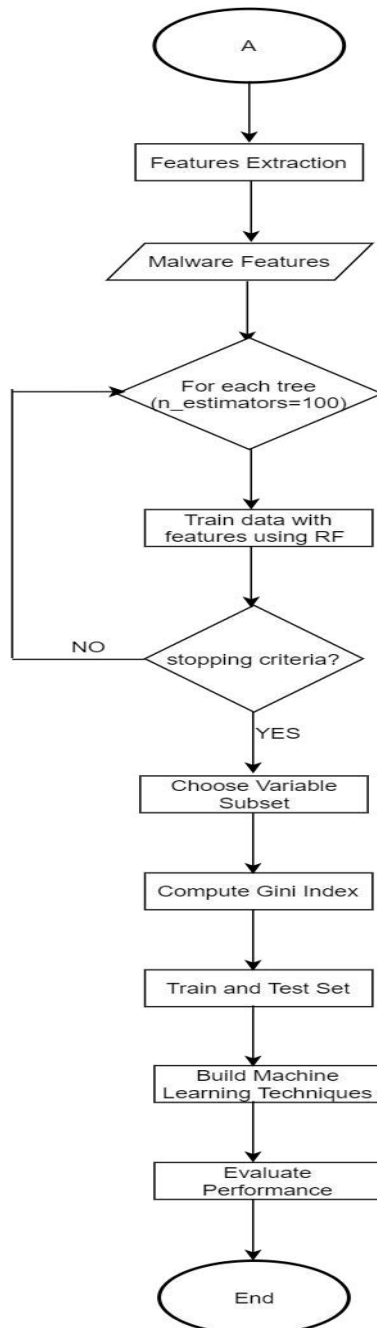 A
Features Extraction
Malware Features
For each tree
(n_estimators=100)
Train data with
features using RF
stopping criteria?
NO
YES
Choose Variable
Subset
Compute Gini Index
Train and Test Set
Build Machine
Learning Techniques
Evaluate
Performance
End